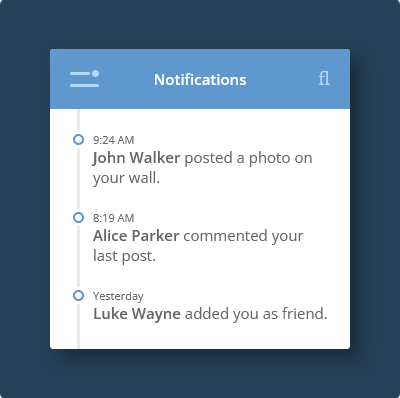 Notifications ﬂ
9:24 AM
John Walker posted a photo on
your wall.
8:19 AM
Alice Parker commented your
last post.
Yesterday
Luke Wayne added you as friend.